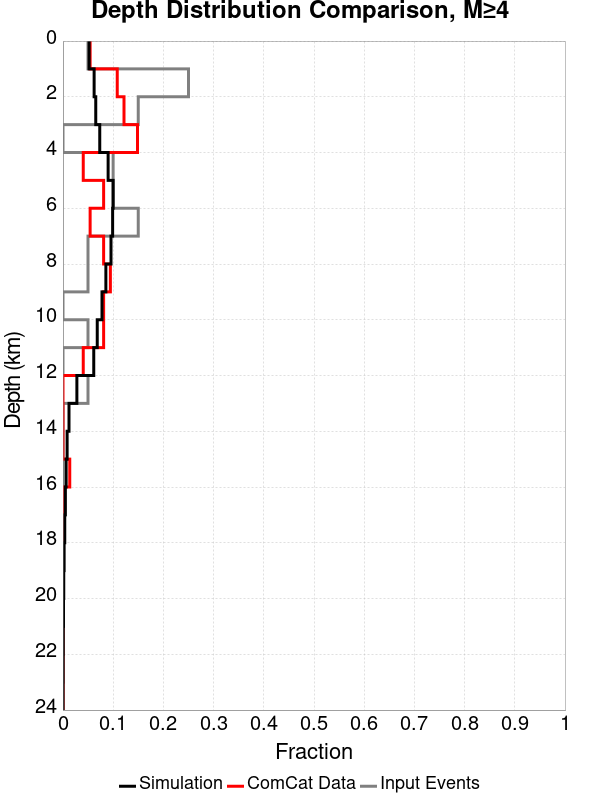 Depth Distribution Comparison, M≥4
0
2
4
6
8
10
12
14
16
18
20
22
24
Depth (km)
0 0.1 0.2 0.3 0.4 0.5 0.6 0.7 0.8 0.9 1
Fraction
Simulation ComCat Data Input Events